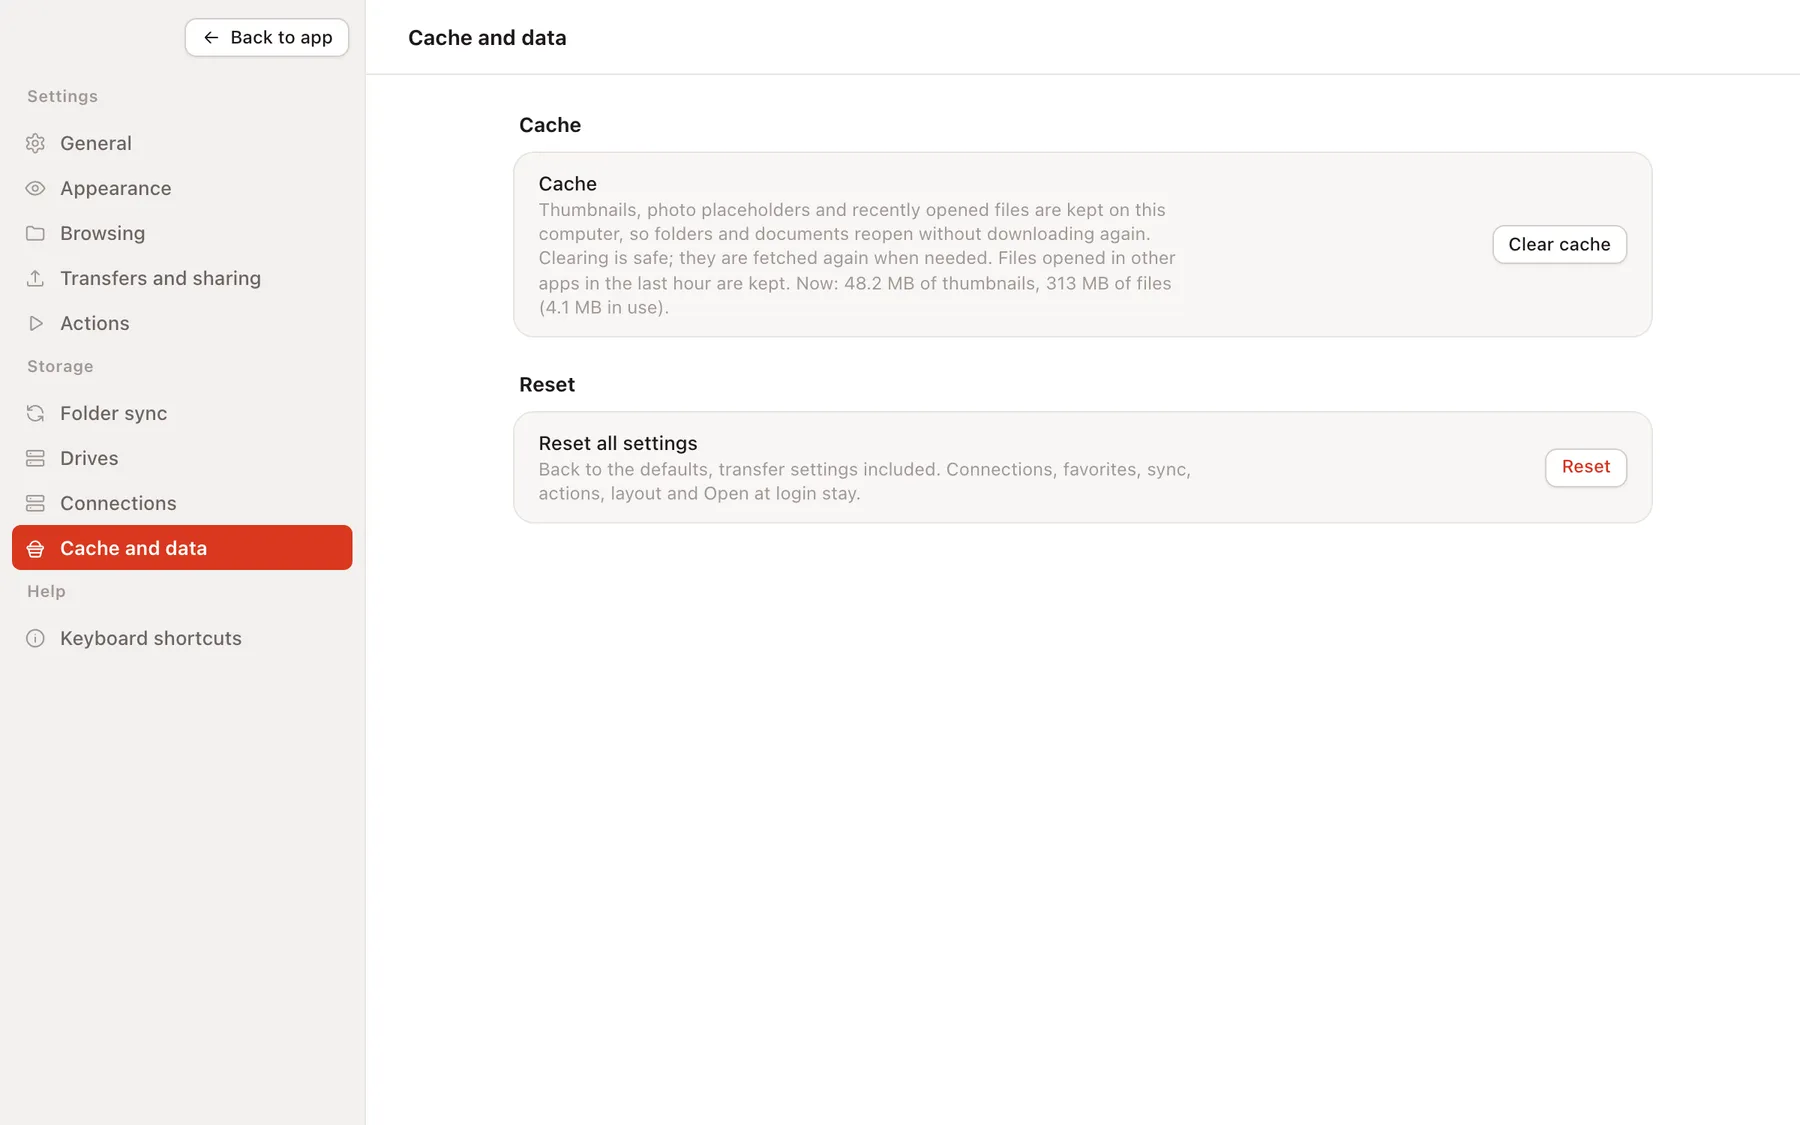 Back to app
Settings
General
Appearance
Browsing
Transfers and sharing
Actions
Storage
Folder sync
Drives
Connections
Cache and data
Help
Keyboard shortcuts
Cache and data
Cache
Cache
Thumbnails, photo placeholders and recently opened files are kept on this
computer, so folders and documents reopen without downloading again.
Clearing is safe; they are fetched again when needed. Files opened in other
apps in the last hour are kept. Now: 48.2 MB of thumbnails, 313 MB of files
(4.1 MB in use).
Clear cache
Reset
Reset all settings
Back to the defaults, transfer settings included. Connections, favorites, sync,
actions, layout and Open at login stay.
Reset